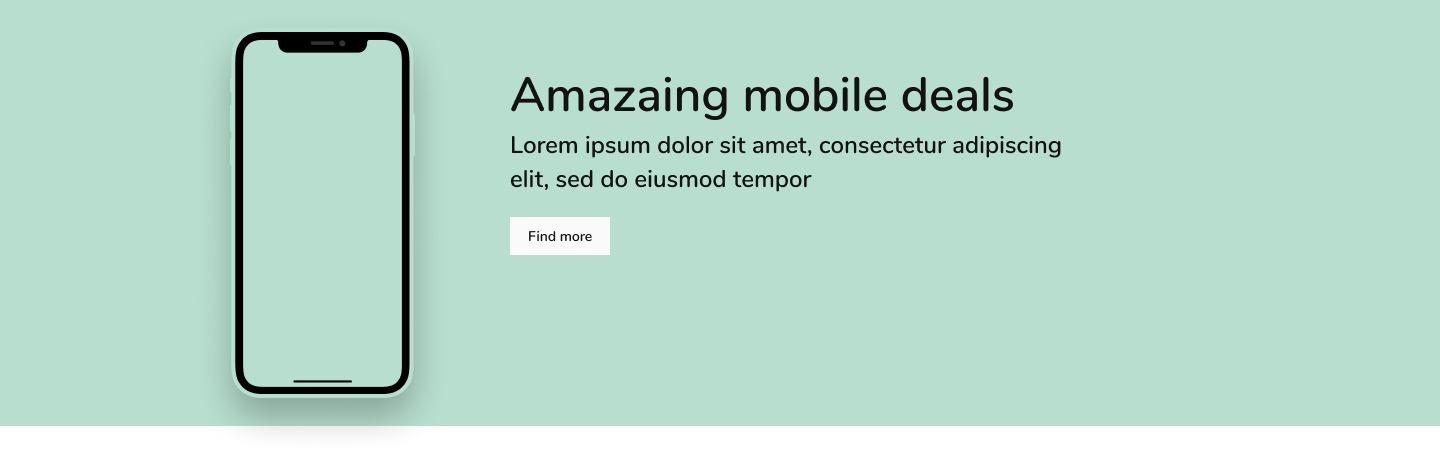 Amazaing mobile deals
Lorem ipsum dolor sit amet, consectetur adipiscing
elit, sed do eiusmod tempor
Find more